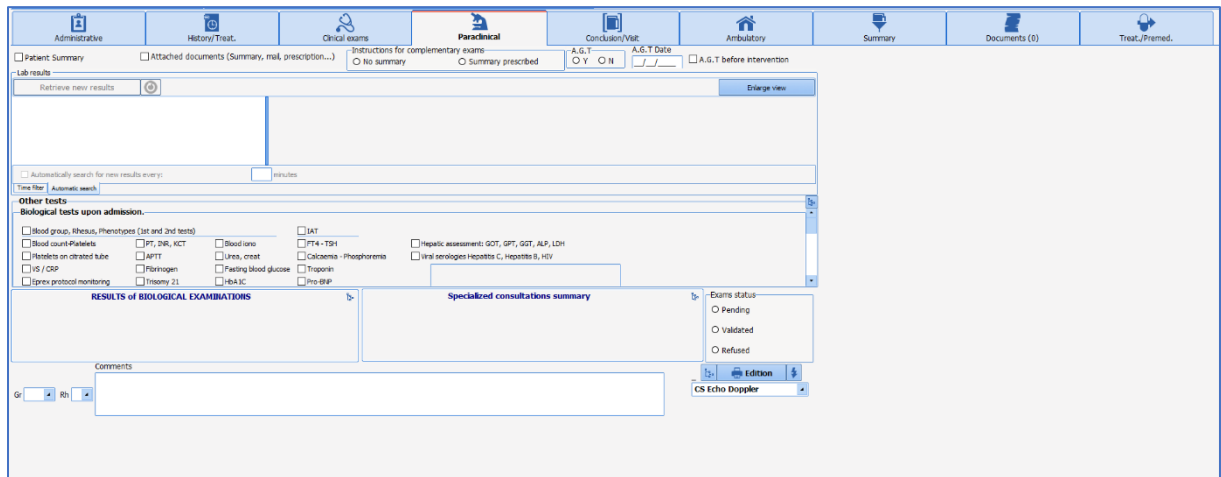 Administrative
History/Treat.
Clinical exams
Paraclinical
Conclusion/Visit
Ambulatory
Summary
Documents (0)
Treat./Premed.
Patient Summary
Attached documents (Summary, mail, prescription...)
Instructions for complementary exams
No summary
Summary prescribed
A.G.T
Y
N
A.G.T Date
__/__/____
A.G.T before intervention
Lab results
Retrieve new results
Enlarge view
Automatically search for new results every:
minutes
Time filter
Automatic search
Other tests
Biological tests upon admission.
Blood group, Rhesus, Phenotypes (1st and 2nd tests)
IAT
Blood count-Platelets
PT, INR, KCT
Blood iono
FT4 - TSH
Hepatic assessment: GOT, GPT, GGT, ALP, LDH
Platelets on citrated tube
APTT
Urea, creat
Calcaemia - Phosphoremia
Viral serologies Hepatitis C, Hepatitis B, HIV
VS / CRP
Fibrinogen
Fasting blood glucose
Troponin
Eprex protocol monitoring
Trisomy 21
HbA1C
Pro-BNP
RESULTS of BIOLOGICAL EXAMINATIONS
Specialized consultations summary
Exams status
Pending
Validated
Refused
Comments
Gr
Rh
Edition
CS Echo Doppler